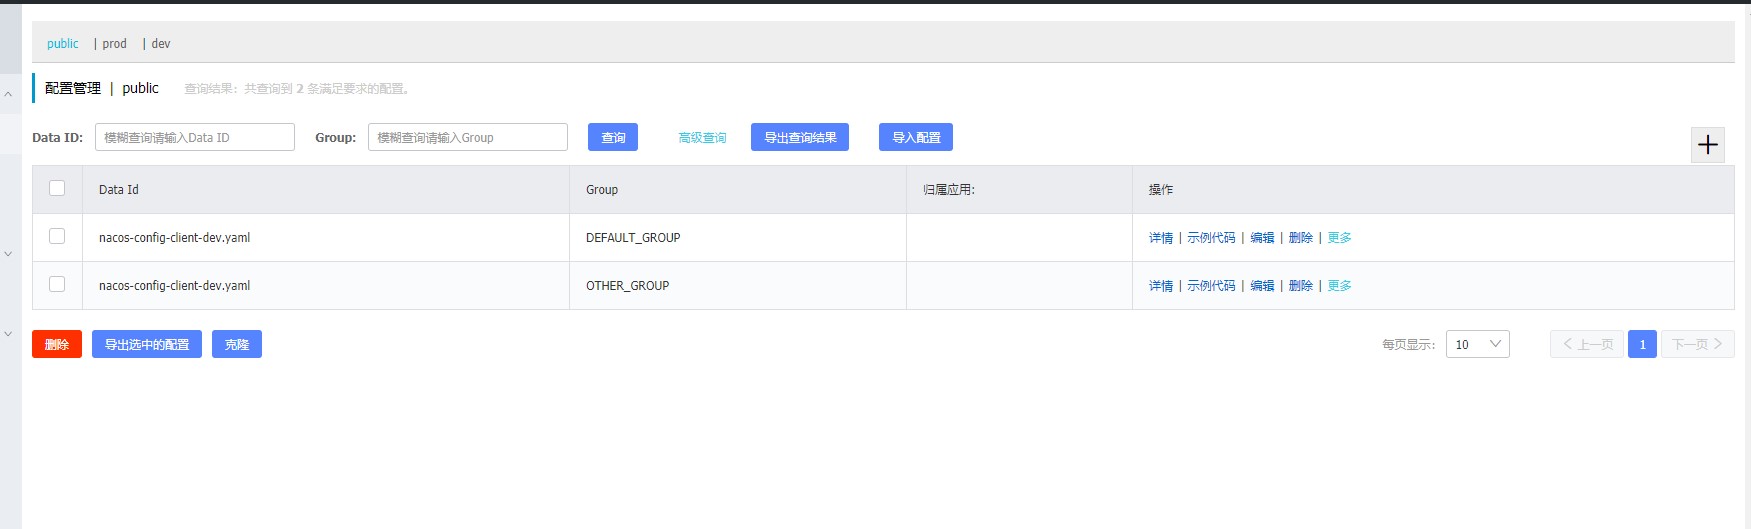 public | prod | dev
配置管理 | public 查询结果：共查询到 2 条满足要求的配置。
Data ID: 模糊查询请输入Data ID Group: 模糊查询请输入Group 查询 高级查询 导出查询结果 导入配置
Data Id Group 归属应用: 操作
nacos-config-client-dev.yaml DEFAULT_GROUP 详情 | 示例代码 | 编辑 | 删除 | 更多
nacos-config-client-dev.yaml OTHER_GROUP 详情 | 示例代码 | 编辑 | 删除 | 更多
删除 导出选中的配置 克隆 每页显示: 10 上一页 1 下一页